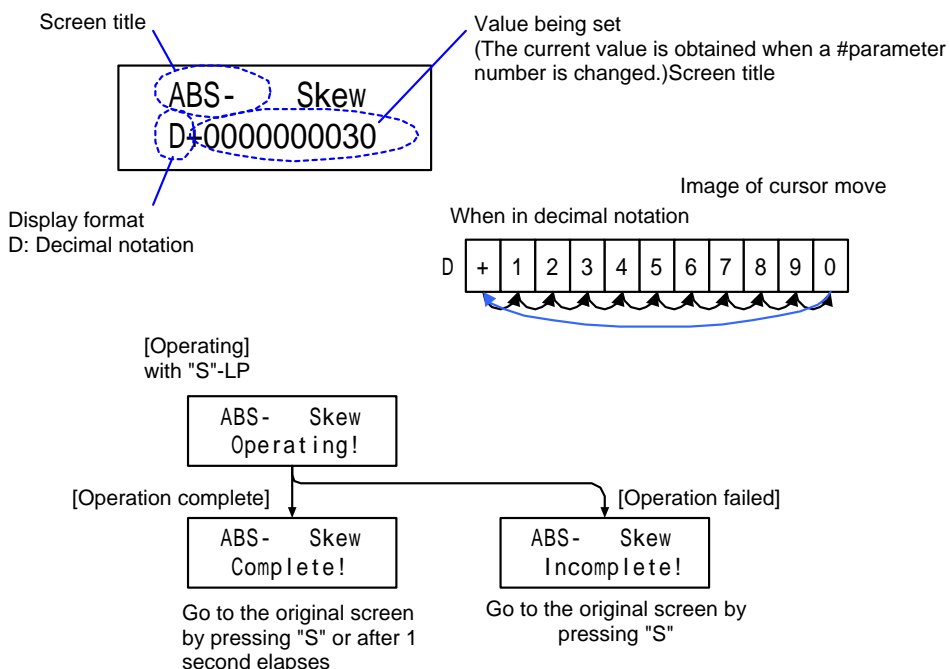 Screen title
Value being set
(The current value is obtained when a #parameter
number is changed.)Screen title
ABS- Skew
D+0000000030
Display format
D: Decimal notation
Image of cursor move
When in decimal notation
D + 1 2 3 4 5 6 7 8 9 0
[Operating]
with "S"-LP
ABS- Skew
Operating!
[Operation complete]
[Operation failed]
ABS- Skew
Complete!
ABS- Skew
Incomplete!
Go to the original screen
by pressing "S" or after 1
second elapses
Go to the original screen by
pressing "S"